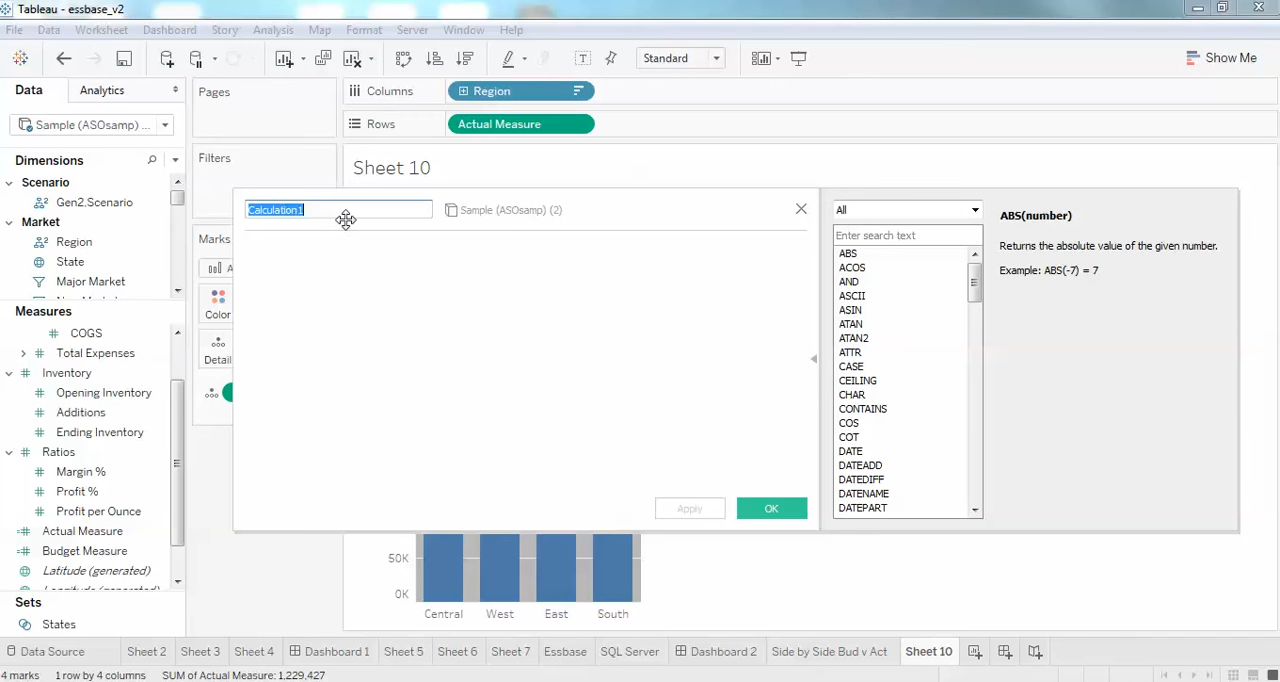 Tableau - essbase_v2
File Data Worksheet Dashboard Story Analysis Map Format Server Window Help
Standard
Show Me
Data Analytics
Sample (ASOsamp) ...
Dimensions
Scenario
Gen2,Scenario
Market
Region
State
Major Market
Measures
COGS
Total Expenses
Inventory
Opening Inventory
Additions
Ending Inventory
Ratios
Margin %
Profit %
Profit per Ounce
Actual Measure
Budget Measure
Latitude (generated)
Sets
States
Pages
Filters
Marks
Color
Detail
Columns Region
Rows Actual Measure
Sheet 10
Calculation1 Sample (ASOsamp) (2)
Apply OK
All
Enter search text
ABS
ACOS
AND
ASCII
ASIN
ATAN
ATAN2
ATTR
CASE
CEILING
CHAR
CONTAINS
COS
COT
DATE
DATEADD
DATEDIFF
DATENAME
DATEPART
ABS(number)
Returns the absolute value of the given number.
Example: ABS(-7) = 7
50K
0K
Central West East South
Data Source Sheet 2 Sheet 3 Sheet 4 Dashboard 1 Sheet 5 Sheet 6 Sheet 7 Essbase SQL Server Dashboard 2 Side by Side Bud v Act Sheet 10
4 marks 1 row by 4 columns SUM of Actual Measure: 1,229,427